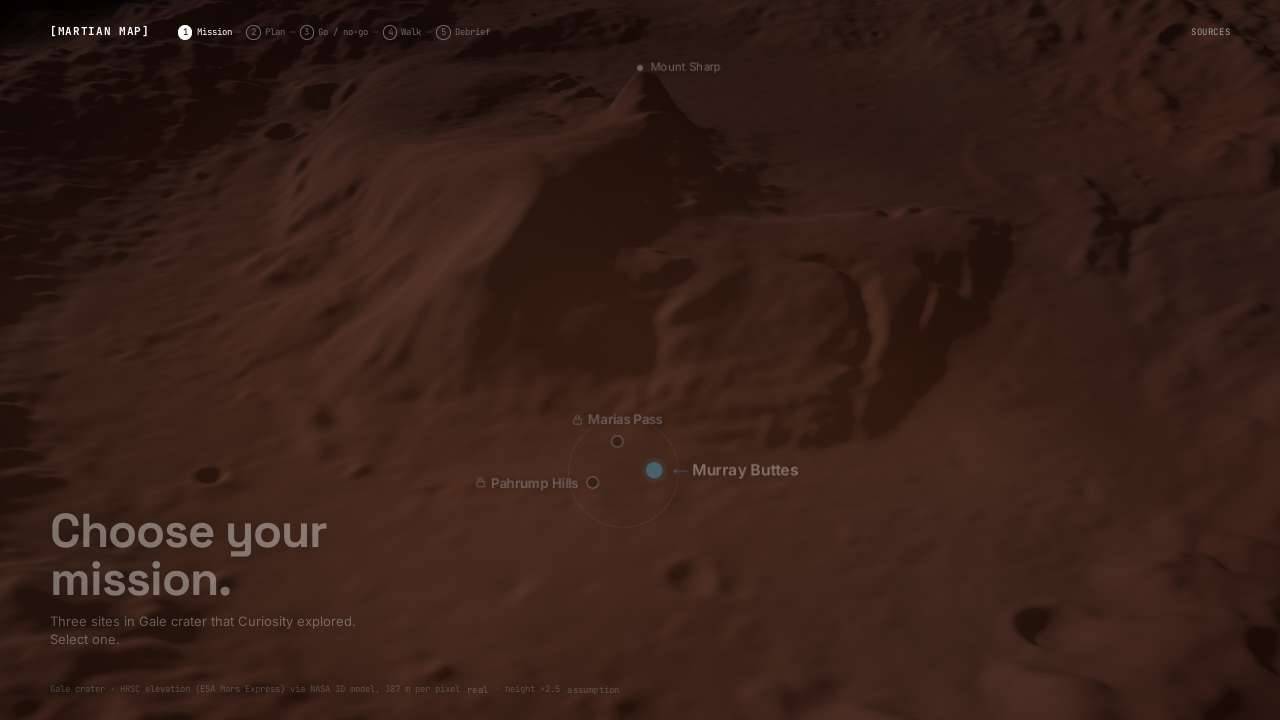 [MARTIAN MAP] 1 Mission 2 Plan 3 Go / no-go 4 Walk 5 Debrief SOURCES
Mount Sharp
Marias Pass
← Murray Buttes
Pahrump Hills
Choose your
mission.
Three sites in Gale crater that Curiosity explored.
Select one.
Gale crater · HRSC elevation (ESA Mars Express) via NASA 3D model, 387 m per pixel real · height ×2.5 assumption